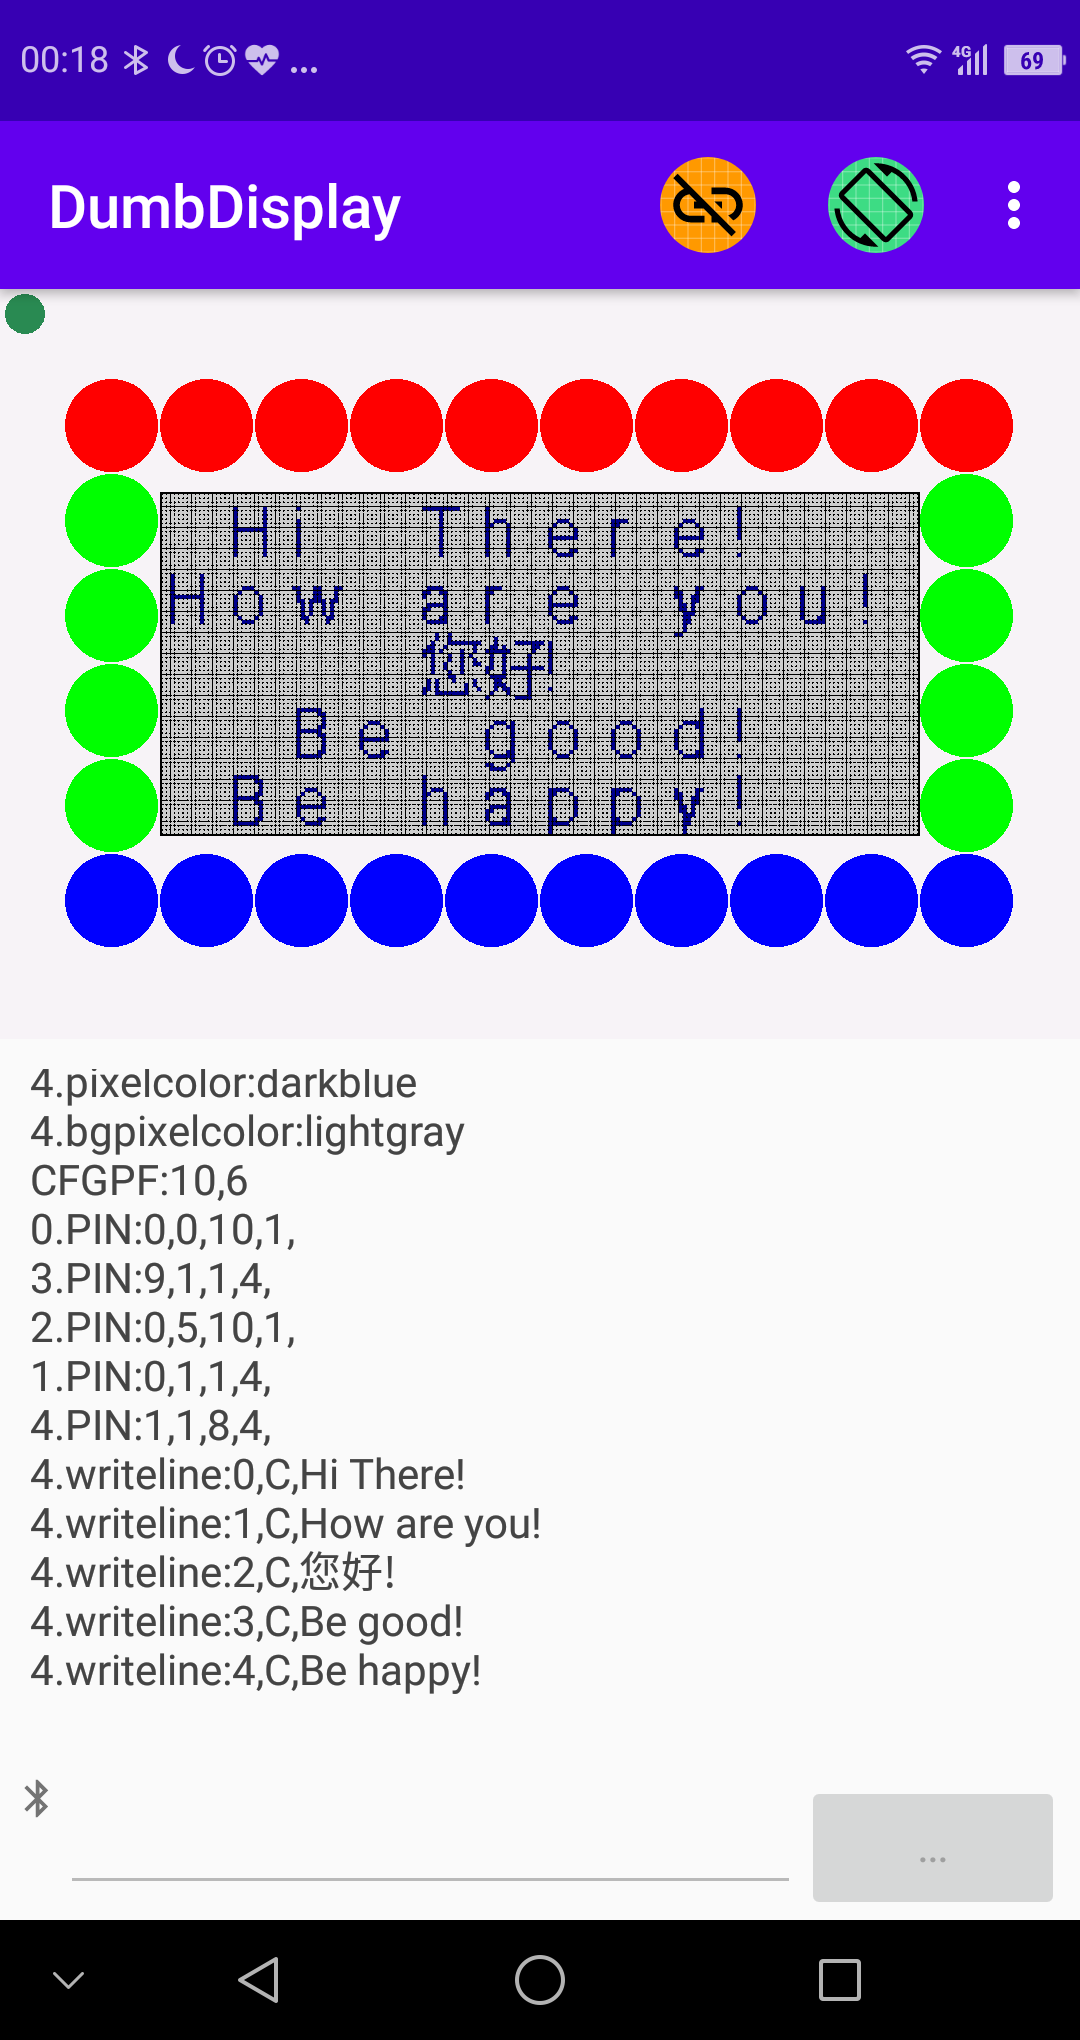 00:18
4G
69
DumbDisplay
Hi There!
How are you!
您好!
Be good!
Be happy!
4.pixelcolor:darkblue
4.bgpixelcolor:lightgray
CFGPF:10,6
0.PIN:0,0,10,1,
3.PIN:9,1,1,4,
2.PIN:0,5,10,1,
1.PIN:0,1,1,4,
4.PIN:1,1,8,4,
4.writeline:0,C,Hi There!
4.writeline:1,C,How are you!
4.writeline:2,C,您好!
4.writeline:3,C,Be good!
4.writeline:4,C,Be happy!
...